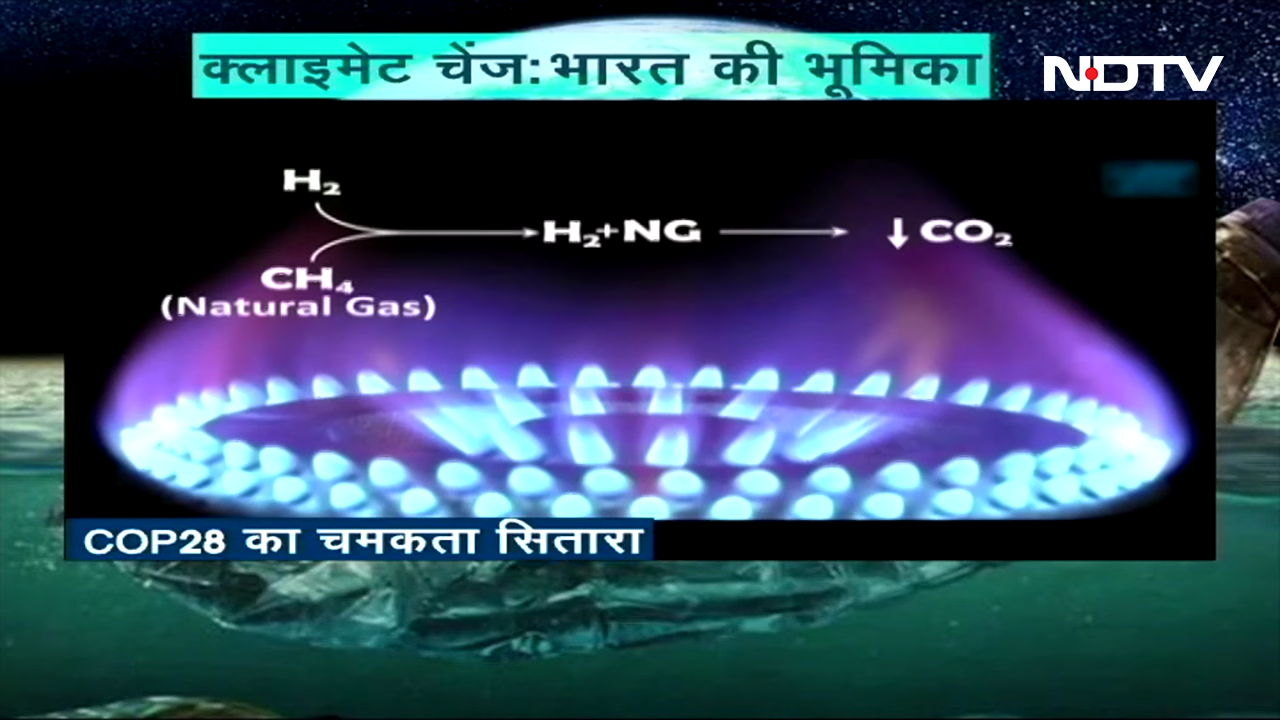 क्लाइमेट चेंज:भारत की भूमिका
NDTV
H₂
H₂+NG
↓ CO₂
CH₄
(Natural Gas)
COP28 का चमकता सितारा